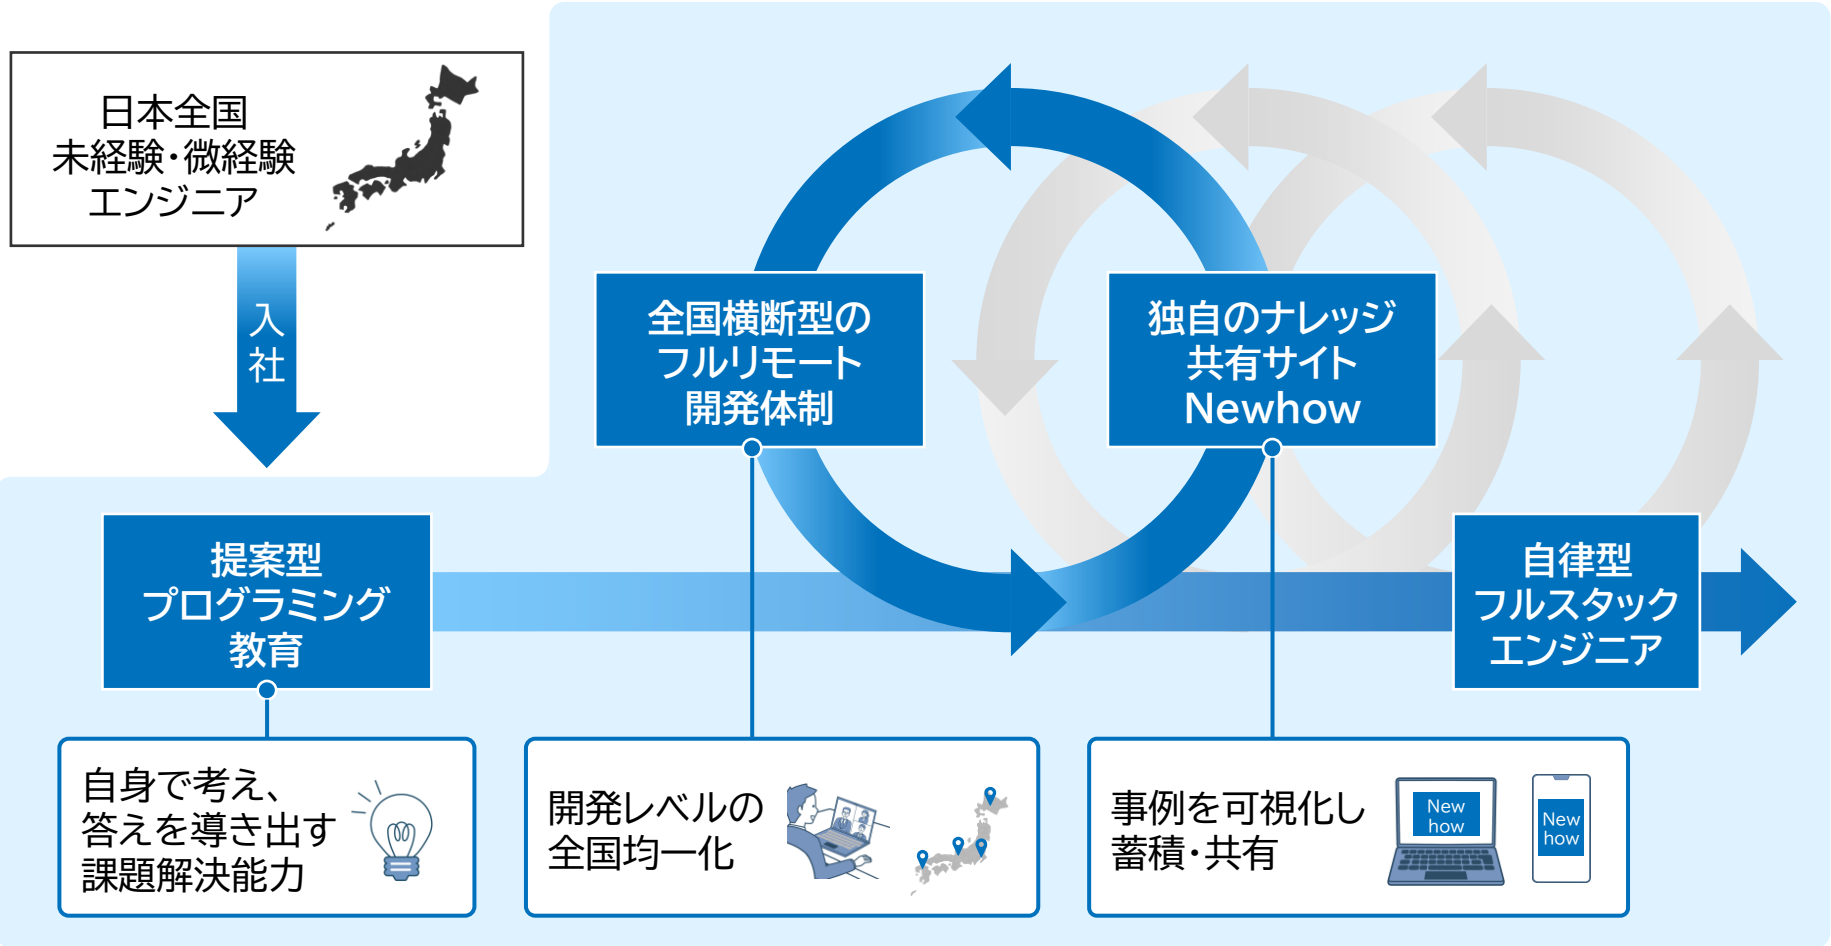 日本全国
未経験・微経験
エンジニア
入
社
全国横断型の
フルリモート
開発体制
独自のナレッジ
共有サイト
Newhow
提案型
プログラミング
教育
自律型
フルスタック
エンジニア
自身で考え、
答えを導き出す
課題解決能力
開発レベルの
全国均一化
事例を可視化し
蓄積・共有
New
how
New
how